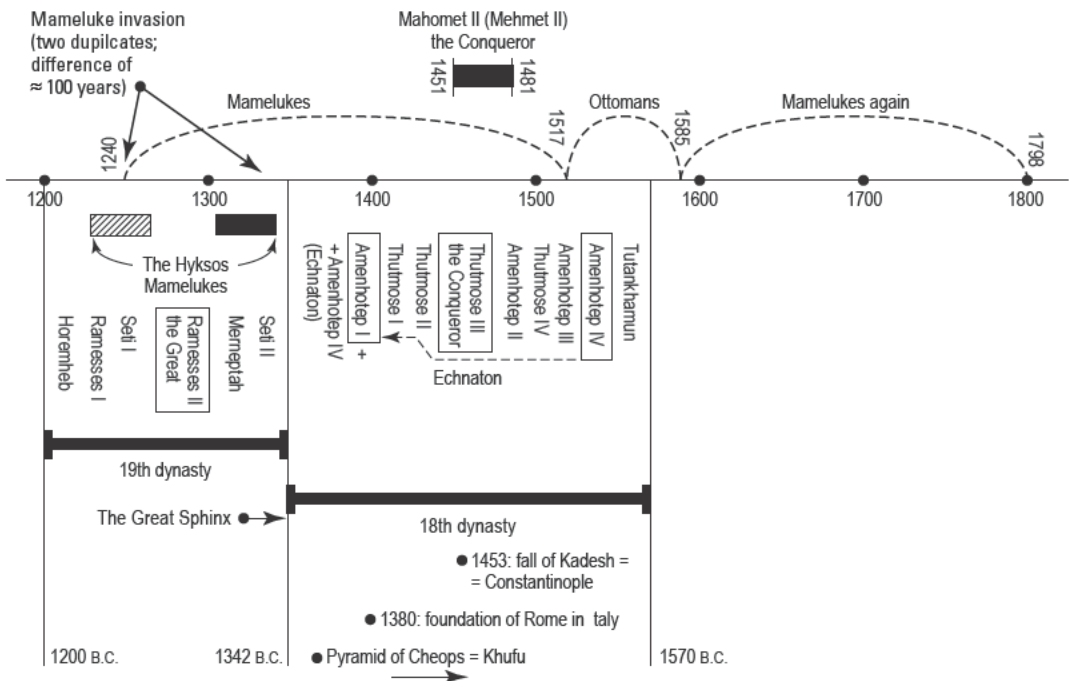 Mameluke invasion
(two dupilcates;
difference of
≈ 100 years)
Mahomet II (Mehmet II)
the Conqueror
1451
1481
Mamelukes
Ottomans
Mamelukes again
1240
1517
1585
1798
1200
1300
1400
1500
1600
1700
1800
The Hyksos
Mamelukes
Horemheb
Ramesses I
Seti I
Ramesses II
the Great
Merneptah
Seti II
Amenhotep I +
+ Amenhotep IV
(Echnaton)
Thutmose I
Thutmose II
Thutmose III
the Conqueror
Amenhotep II
Thutmose IV
Amenhotep III
Amenhotep IV
Tutankhamun
Echnaton
19th dynasty
The Great Sphinx
18th dynasty
1453: fall of Kadesh =
= Constantinople
1380: foundation of Rome in taly
Pyramid of Cheops = Khufu
1200 B.C.
1342 B.C.
1570 B.C.